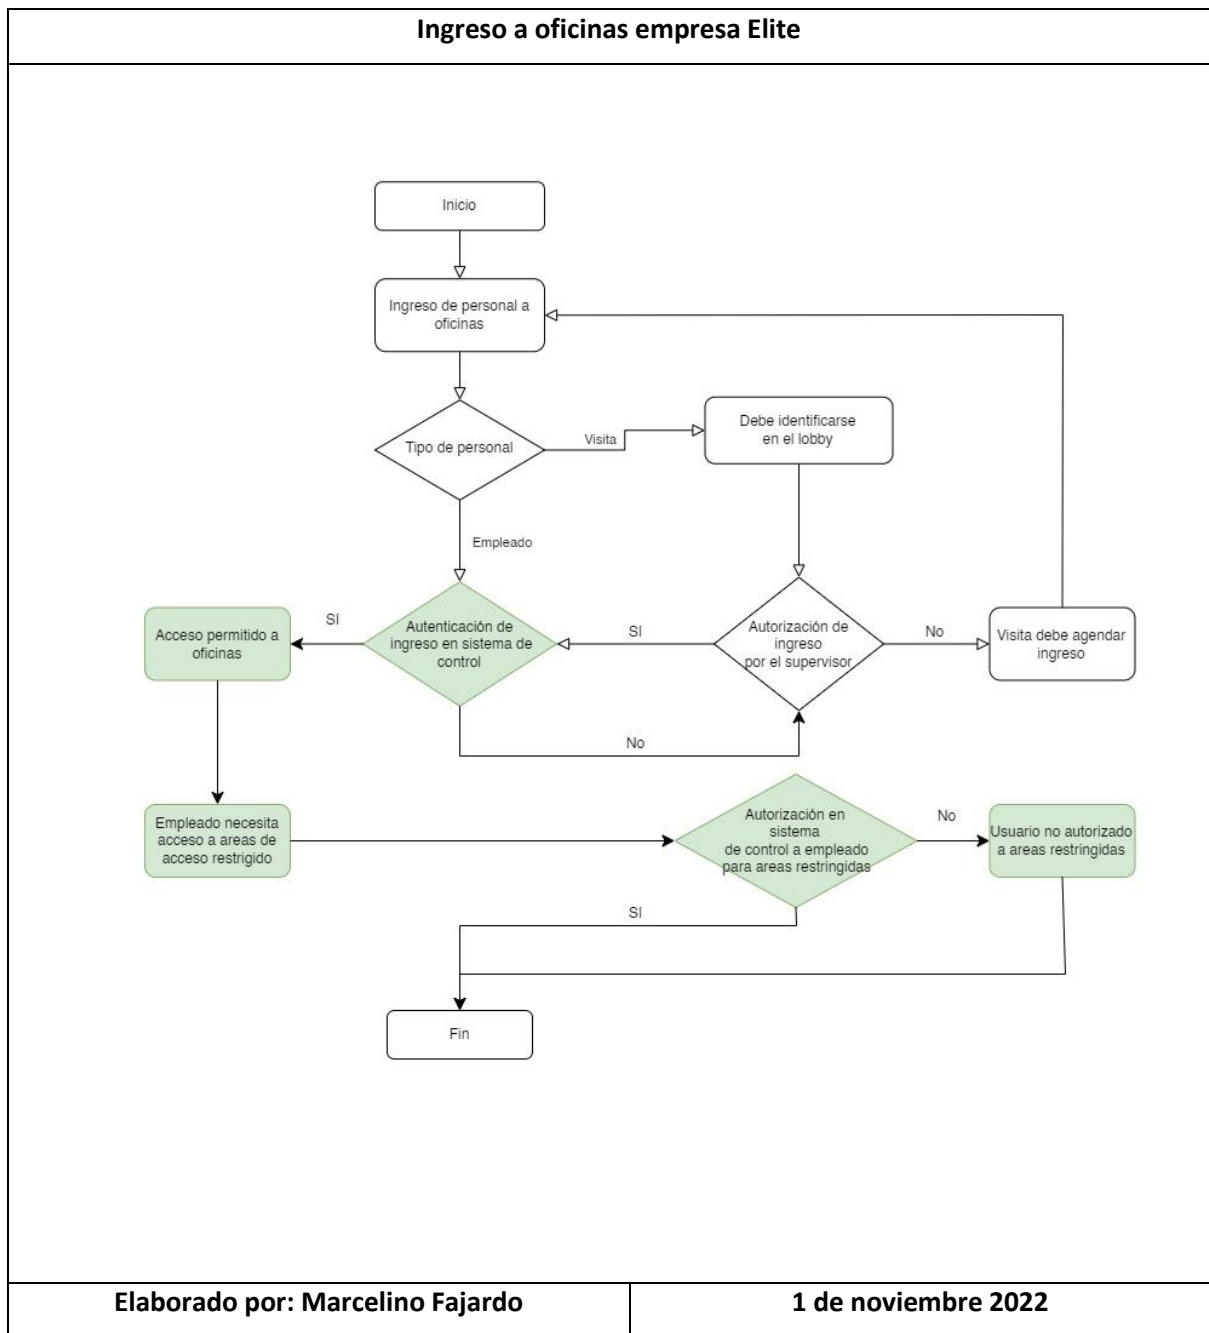 Ingreso a oficinas empresa Elite
Inicio
Ingreso de personal a
oficinas
Tipo de personal
Visita
Debe identificarse
en el lobby
Empleado
Autenticación de
ingreso en sistema de
control
Sí
Acceso permitido a
oficinas
Sí
Autorización de
ingreso
por el supervisor
No
Visita debe agendar
ingreso
No
Empleado necesita
acceso a areas de
acceso restrigido
Autorización en
sistema
de control a empleado
para areas restringidas
No
Usuario no autorizado
a areas restringidas
Sí
Fin
Elaborado por: Marcelino Fajardo
1 de noviembre 2022